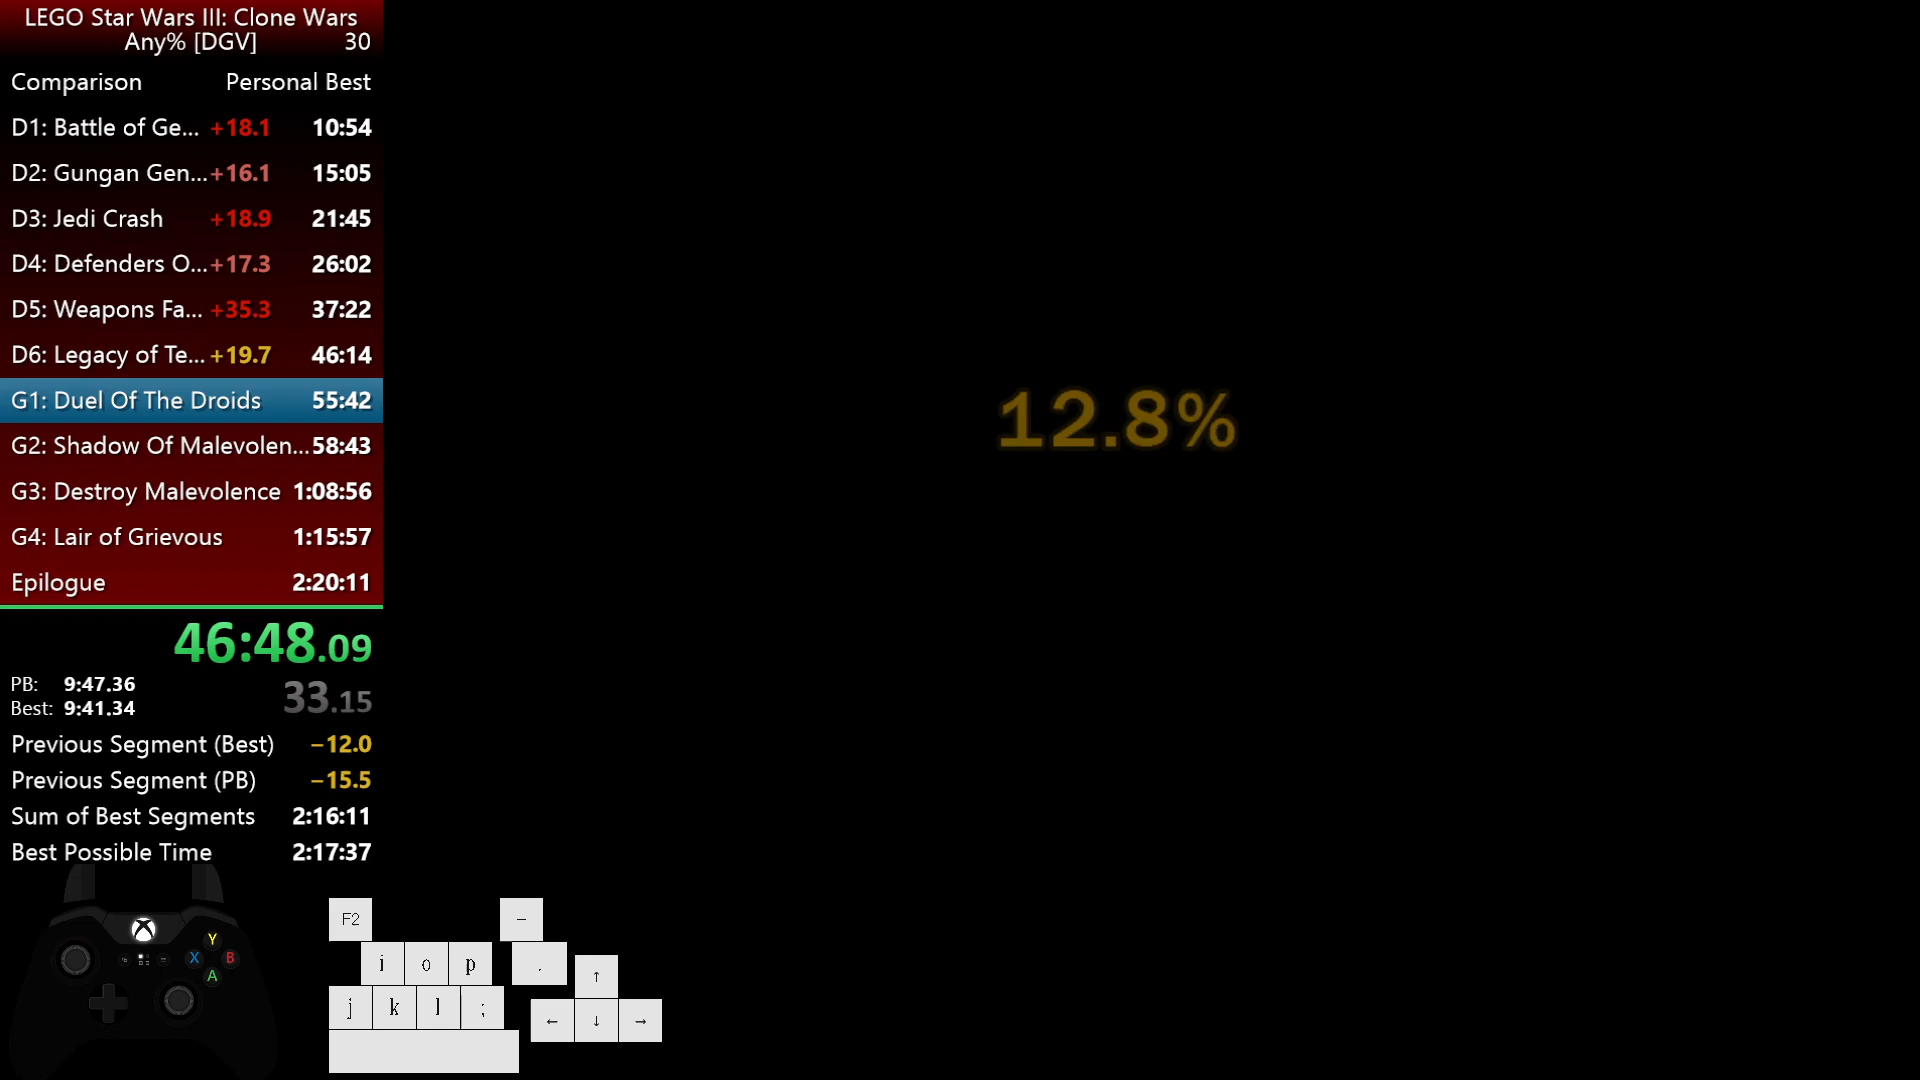 LEGO Star Wars III: Clone Wars
Any% [DGV] 30
Comparison Personal Best
D1: Battle of Ge... +18.1 10:54
D2: Gungan Gen... +16.1 15:05
D3: Jedi Crash +18.9 21:45
D4: Defenders O... +17.3 26:02
D5: Weapons Fa... +35.3 37:22
D6: Legacy of Te... +19.7 46:14
G1: Duel Of The Droids 55:42
G2: Shadow Of Malevolen... 58:43
G3: Destroy Malevolence 1:08:56
G4: Lair of Grievous 1:15:57
Epilogue 2:20:11
46:48.09
PB: 9:47.36
33.15
Best: 9:41.34
Previous Segment (Best) −12.0
Previous Segment (PB) −15.5
Sum of Best Segments 2:16:11
Best Possible Time 2:17:37
12.8%
Y
X B
A
F2 −
i o p .
↑
j k l ;
← ↓ →